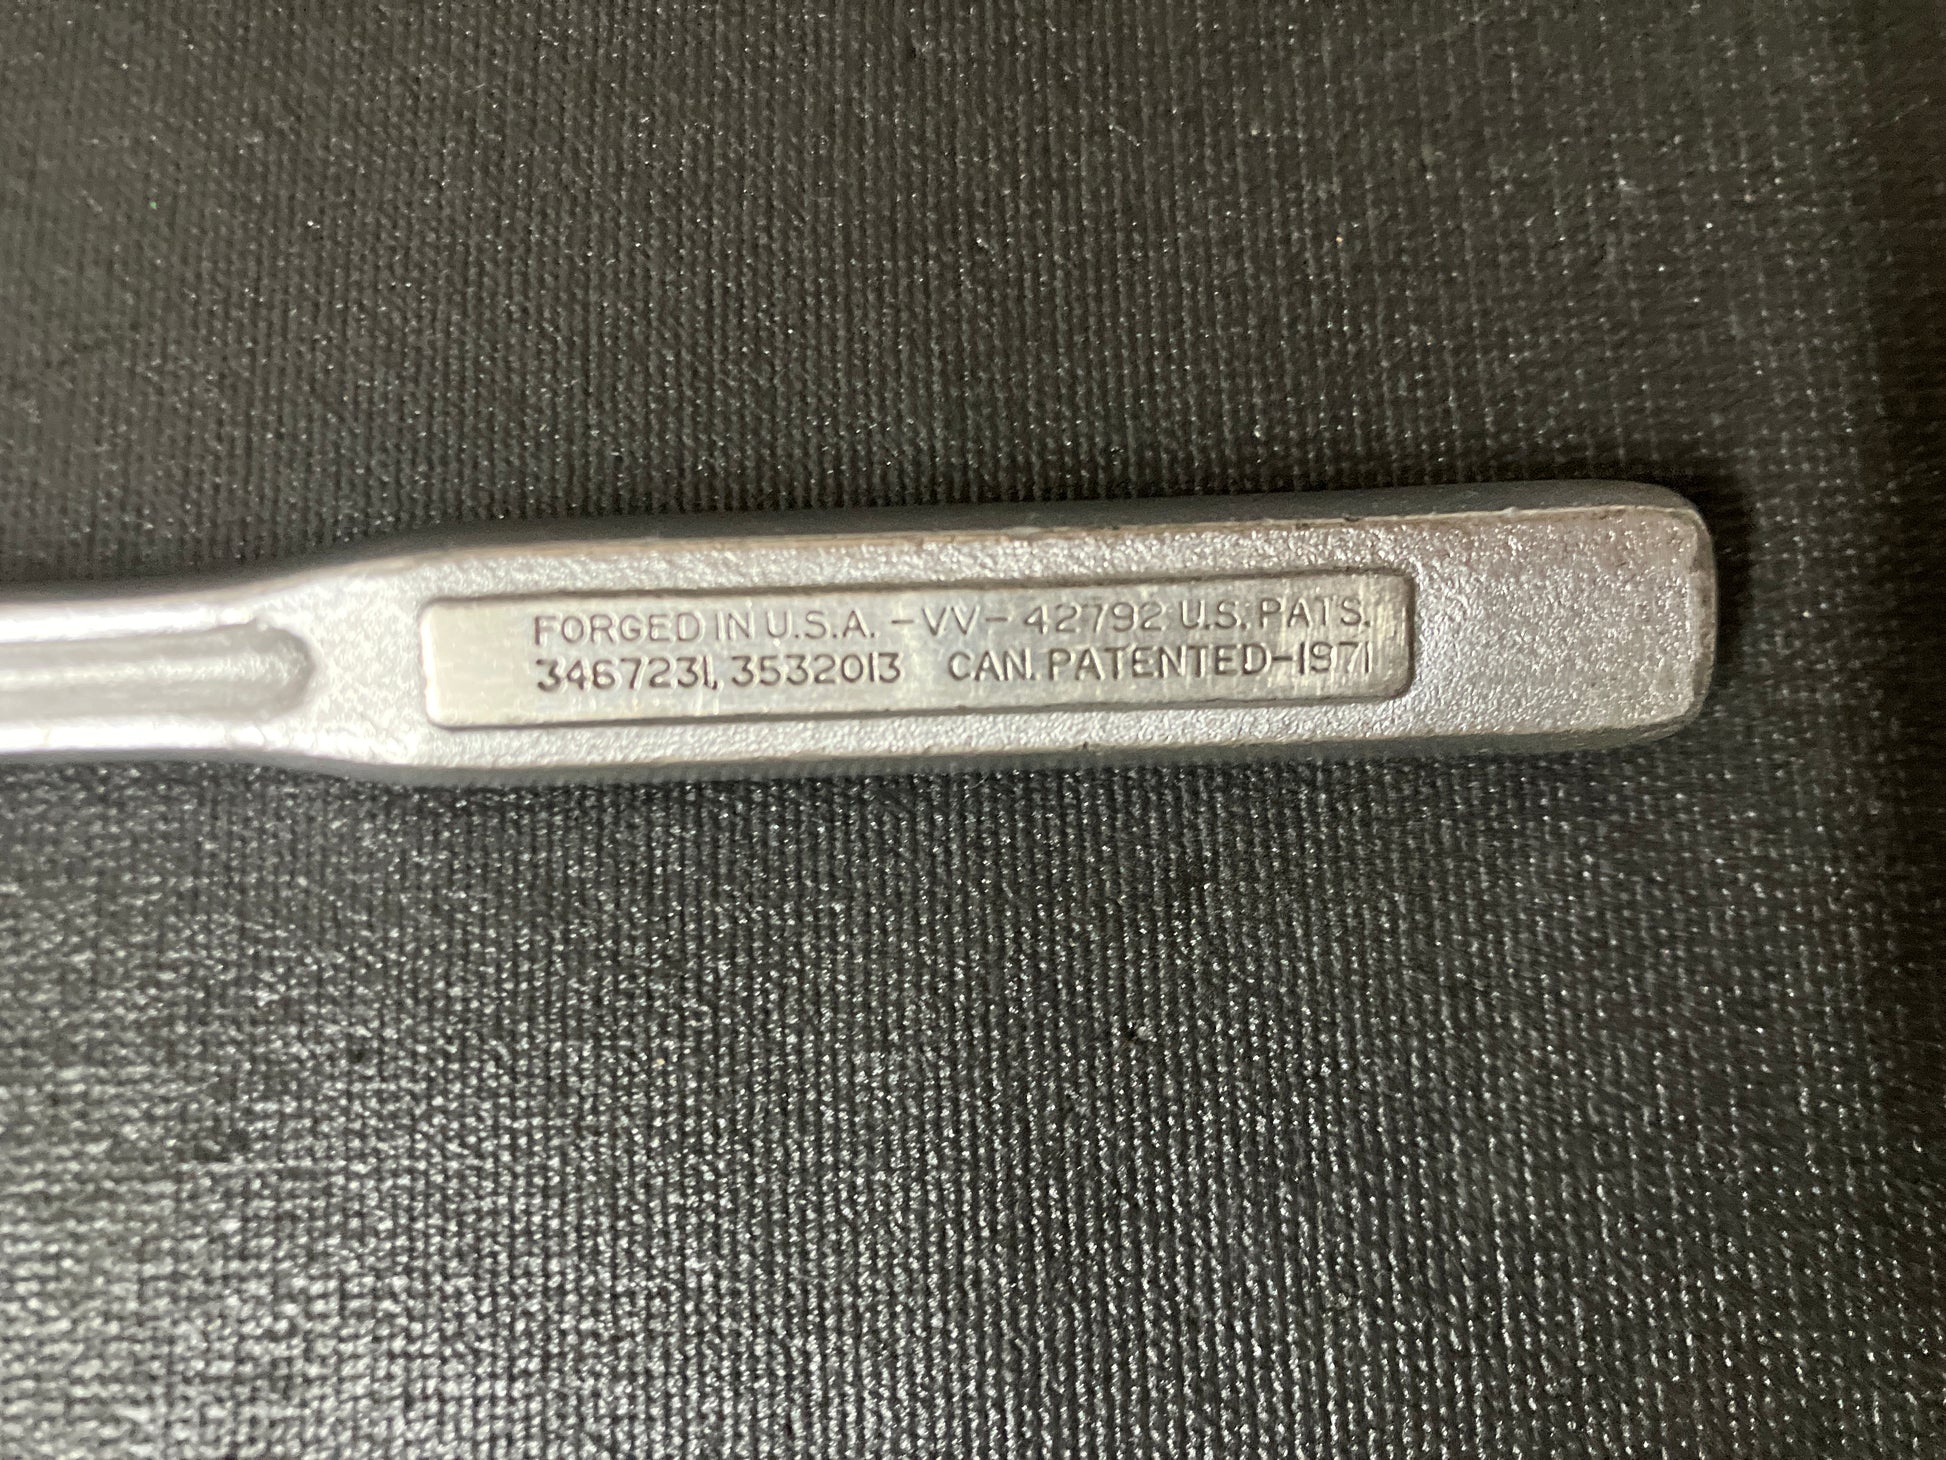 FORGED IN U.S.A. -VV- 42792 U.S. PATS.
3467231, 3532013 CAN. PATENTED-1971